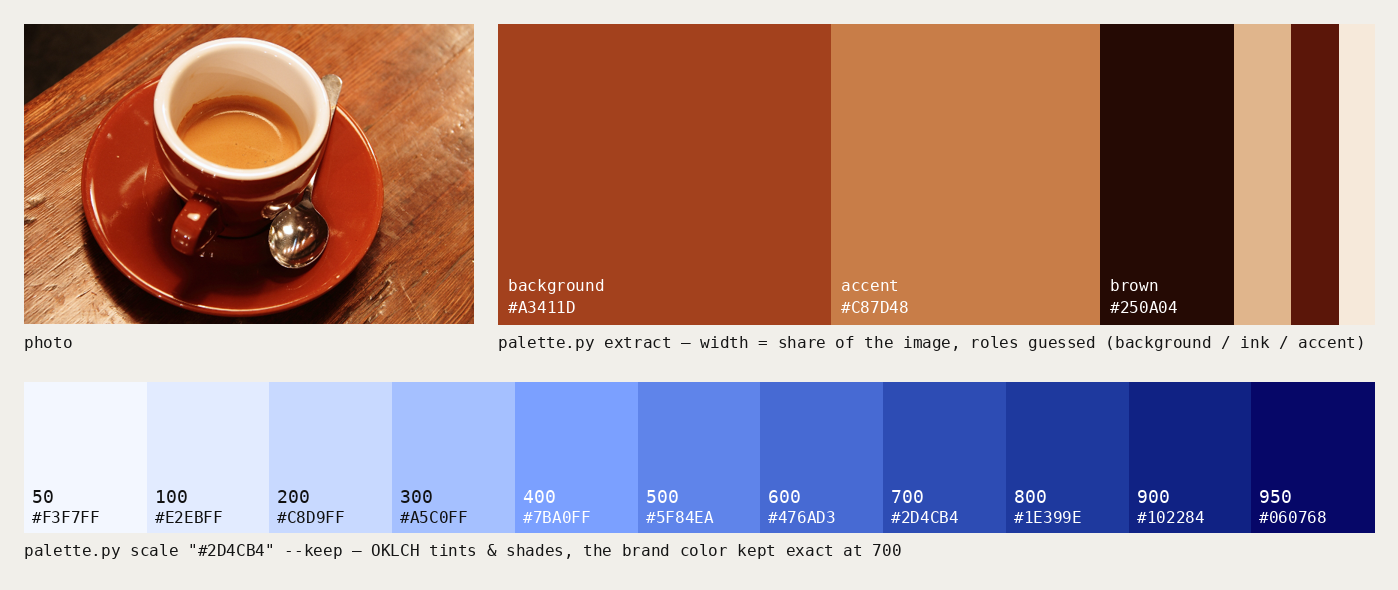 background
#A3411D
accent
#C87D48
brown
#250A04
photo
palette.py extract — width = share of the image, roles guessed (background / ink / accent)
50
#F3F7FF
100
#E2EBFF
200
#C8D9FF
300
#A5C0FF
400
#7BA0FF
500
#5F84EA
600
#476AD3
700
#2D4CB4
800
#1E399E
900
#102284
950
#060768
palette.py scale "#2D4CB4" --keep — OKLCH tints & shades, the brand color kept exact at 700